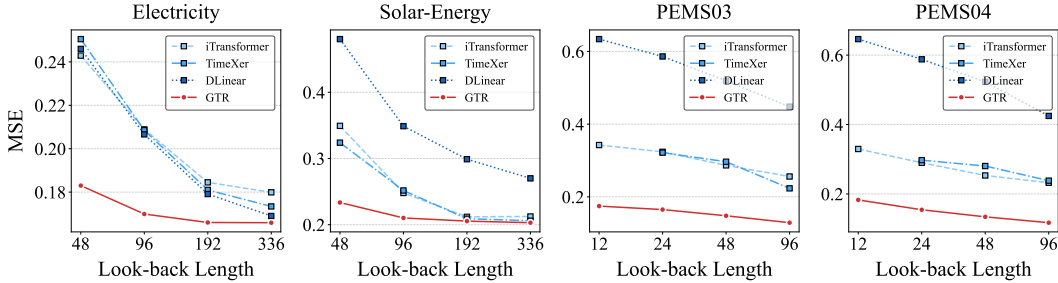 Electricity
MSE
0.24
0.22
0.20
0.18
48 96 192 336
Look-back Length
iTransformer
TimeXer
DLinear
GTR
Solar-Energy
0.4
0.3
0.2
48 96 192 336
Look-back Length
iTransformer
TimeXer
DLinear
GTR
PEMS03
0.6
0.4
0.2
12 24 48 96
Look-back Length
iTransformer
TimeXer
DLinear
GTR
PEMS04
0.6
0.4
0.2
12 24 48 96
Look-back Length
iTransformer
TimeXer
DLinear
GTR